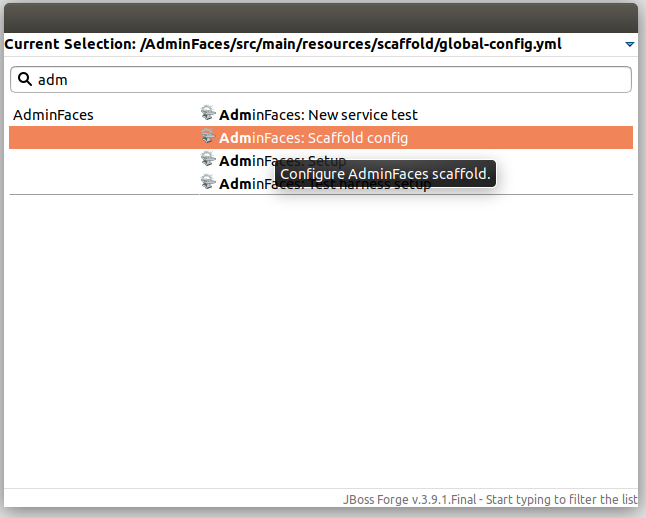 Current Selection: /AdminFaces/src/main/resources/scaffold/global-config.yml
adm
AdminFaces AdminFaces: New service test
AdminFaces: Scaffold config
AdminFaces: Setup
Configure AdminFaces scaffold.
AdminFaces: Test harness setup
JBoss Forge v.3.9.1.Final - Start typing to filter the list